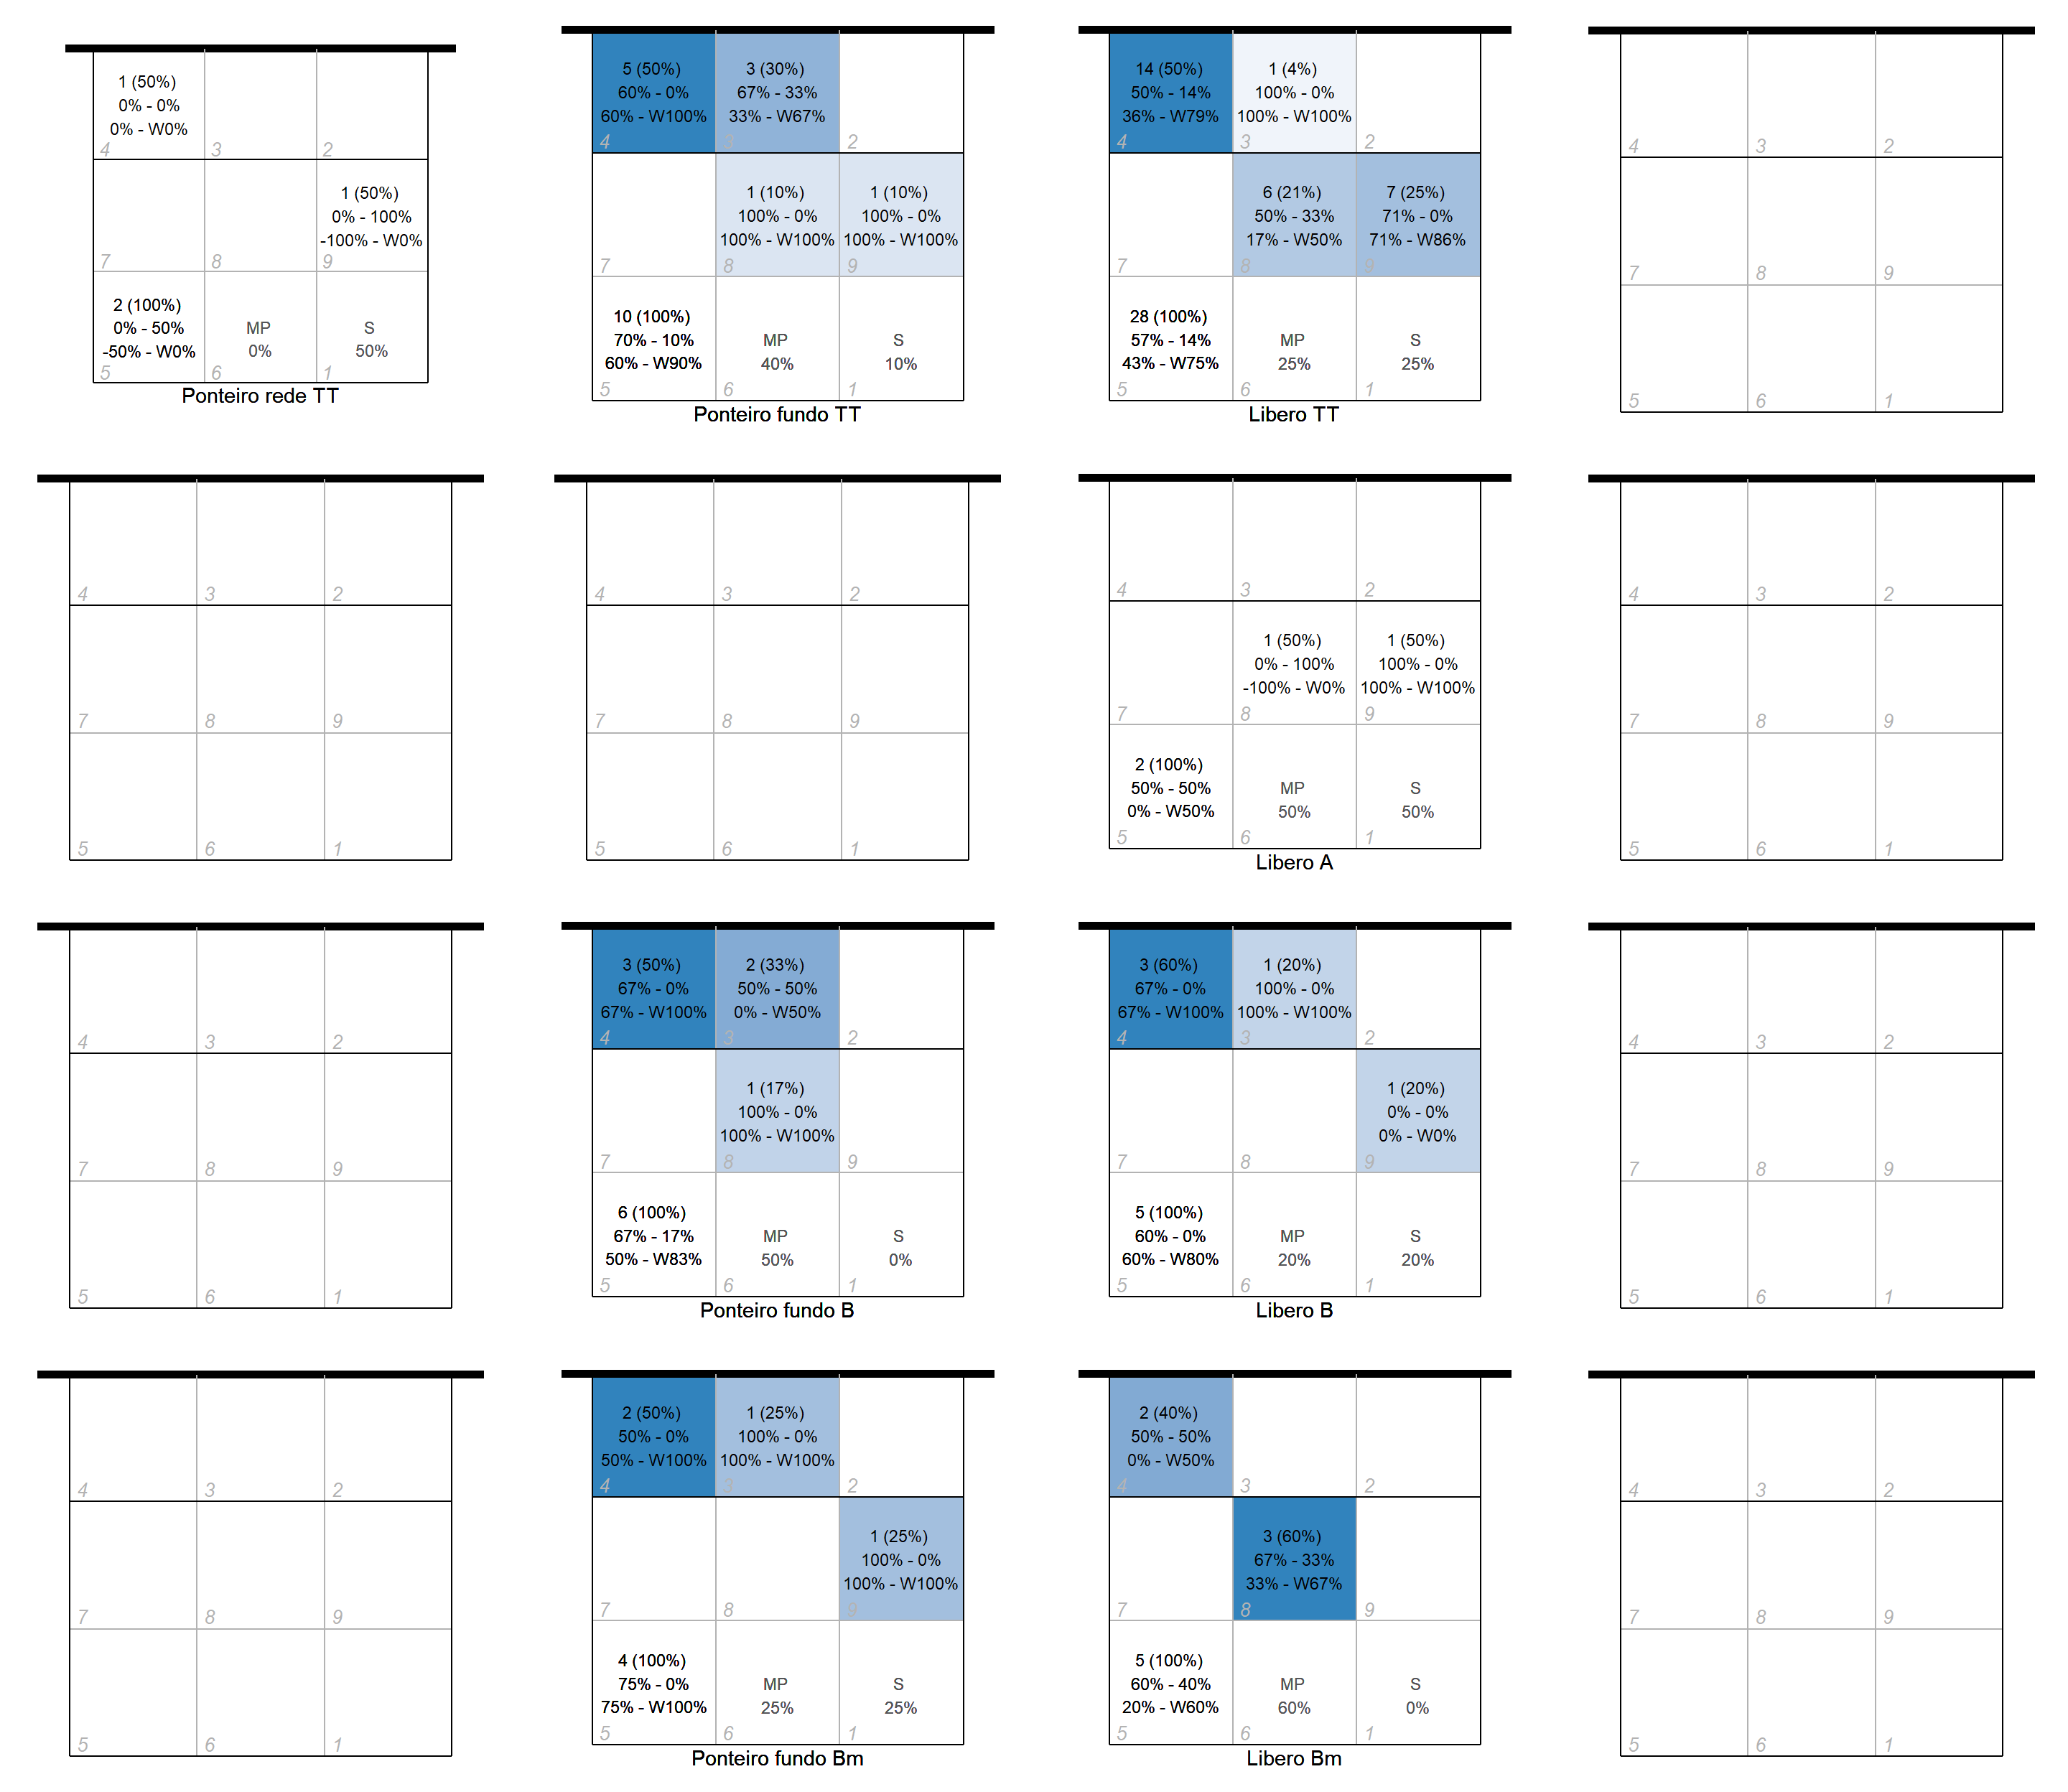 1 (50%)
0% - 0%
0% - W0%
4 3 2
1 (50%)
0% - 100%
-100% - W0%
7 8 9
2 (100%)
0% - 50%
-50% - W0%
MP
0%
S
50%
5 6 1
Ponteiro rede TT
5 (50%)
60% - 0%
60% - W100%
3 (30%)
67% - 33%
33% - W67%
4 3 2
1 (10%)
100% - 0%
100% - W100%
1 (10%)
100% - 0%
100% - W100%
7 8 9
10 (100%)
70% - 10%
60% - W90%
MP
40%
S
10%
5 6 1
Ponteiro fundo TT
14 (50%)
50% - 14%
36% - W79%
1 (4%)
100% - 0%
100% - W100%
4 3 2
6 (21%)
50% - 33%
17% - W50%
7 (25%)
71% - 0%
71% - W86%
7 8 9
28 (100%)
57% - 14%
43% - W75%
MP
25%
S
25%
5 6 1
Libero TT
4 3 2
7 8 9
5 6 1
4 3 2
7 8 9
5 6 1
4 3 2
7 8 9
5 6 1
4 3 2
1 (50%)
0% - 100%
-100% - W0%
1 (50%)
100% - 0%
100% - W100%
7 8 9
2 (100%)
50% - 50%
0% - W50%
MP
50%
S
50%
5 6 1
Libero A
4 3 2
7 8 9
5 6 1
4 3 2
7 8 9
5 6 1
3 (50%)
67% - 0%
67% - W100%
2 (33%)
50% - 50%
0% - W50%
4 3 2
1 (17%)
100% - 0%
100% - W100%
7 8 9
6 (100%)
67% - 17%
50% - W83%
MP
50%
S
0%
5 6 1
Ponteiro fundo B
3 (60%)
67% - 0%
67% - W100%
1 (20%)
100% - 0%
100% - W100%
4 3 2
1 (20%)
0% - 0%
0% - W0%
7 8 9
5 (100%)
60% - 0%
60% - W80%
MP
20%
S
20%
5 6 1
Libero B
4 3 2
7 8 9
5 6 1
4 3 2
7 8 9
5 6 1
2 (50%)
50% - 0%
50% - W100%
1 (25%)
100% - 0%
100% - W100%
4 3 2
1 (25%)
100% - 0%
100% - W100%
7 8 9
4 (100%)
75% - 0%
75% - W100%
MP
25%
S
25%
5 6 1
Ponteiro fundo Bm
2 (40%)
50% - 50%
0% - W50%
4 3 2
3 (60%)
67% - 33%
33% - W67%
7 8 9
5 (100%)
60% - 40%
20% - W60%
MP
60%
S
0%
5 6 1
Libero Bm
4 3 2
7 8 9
5 6 1